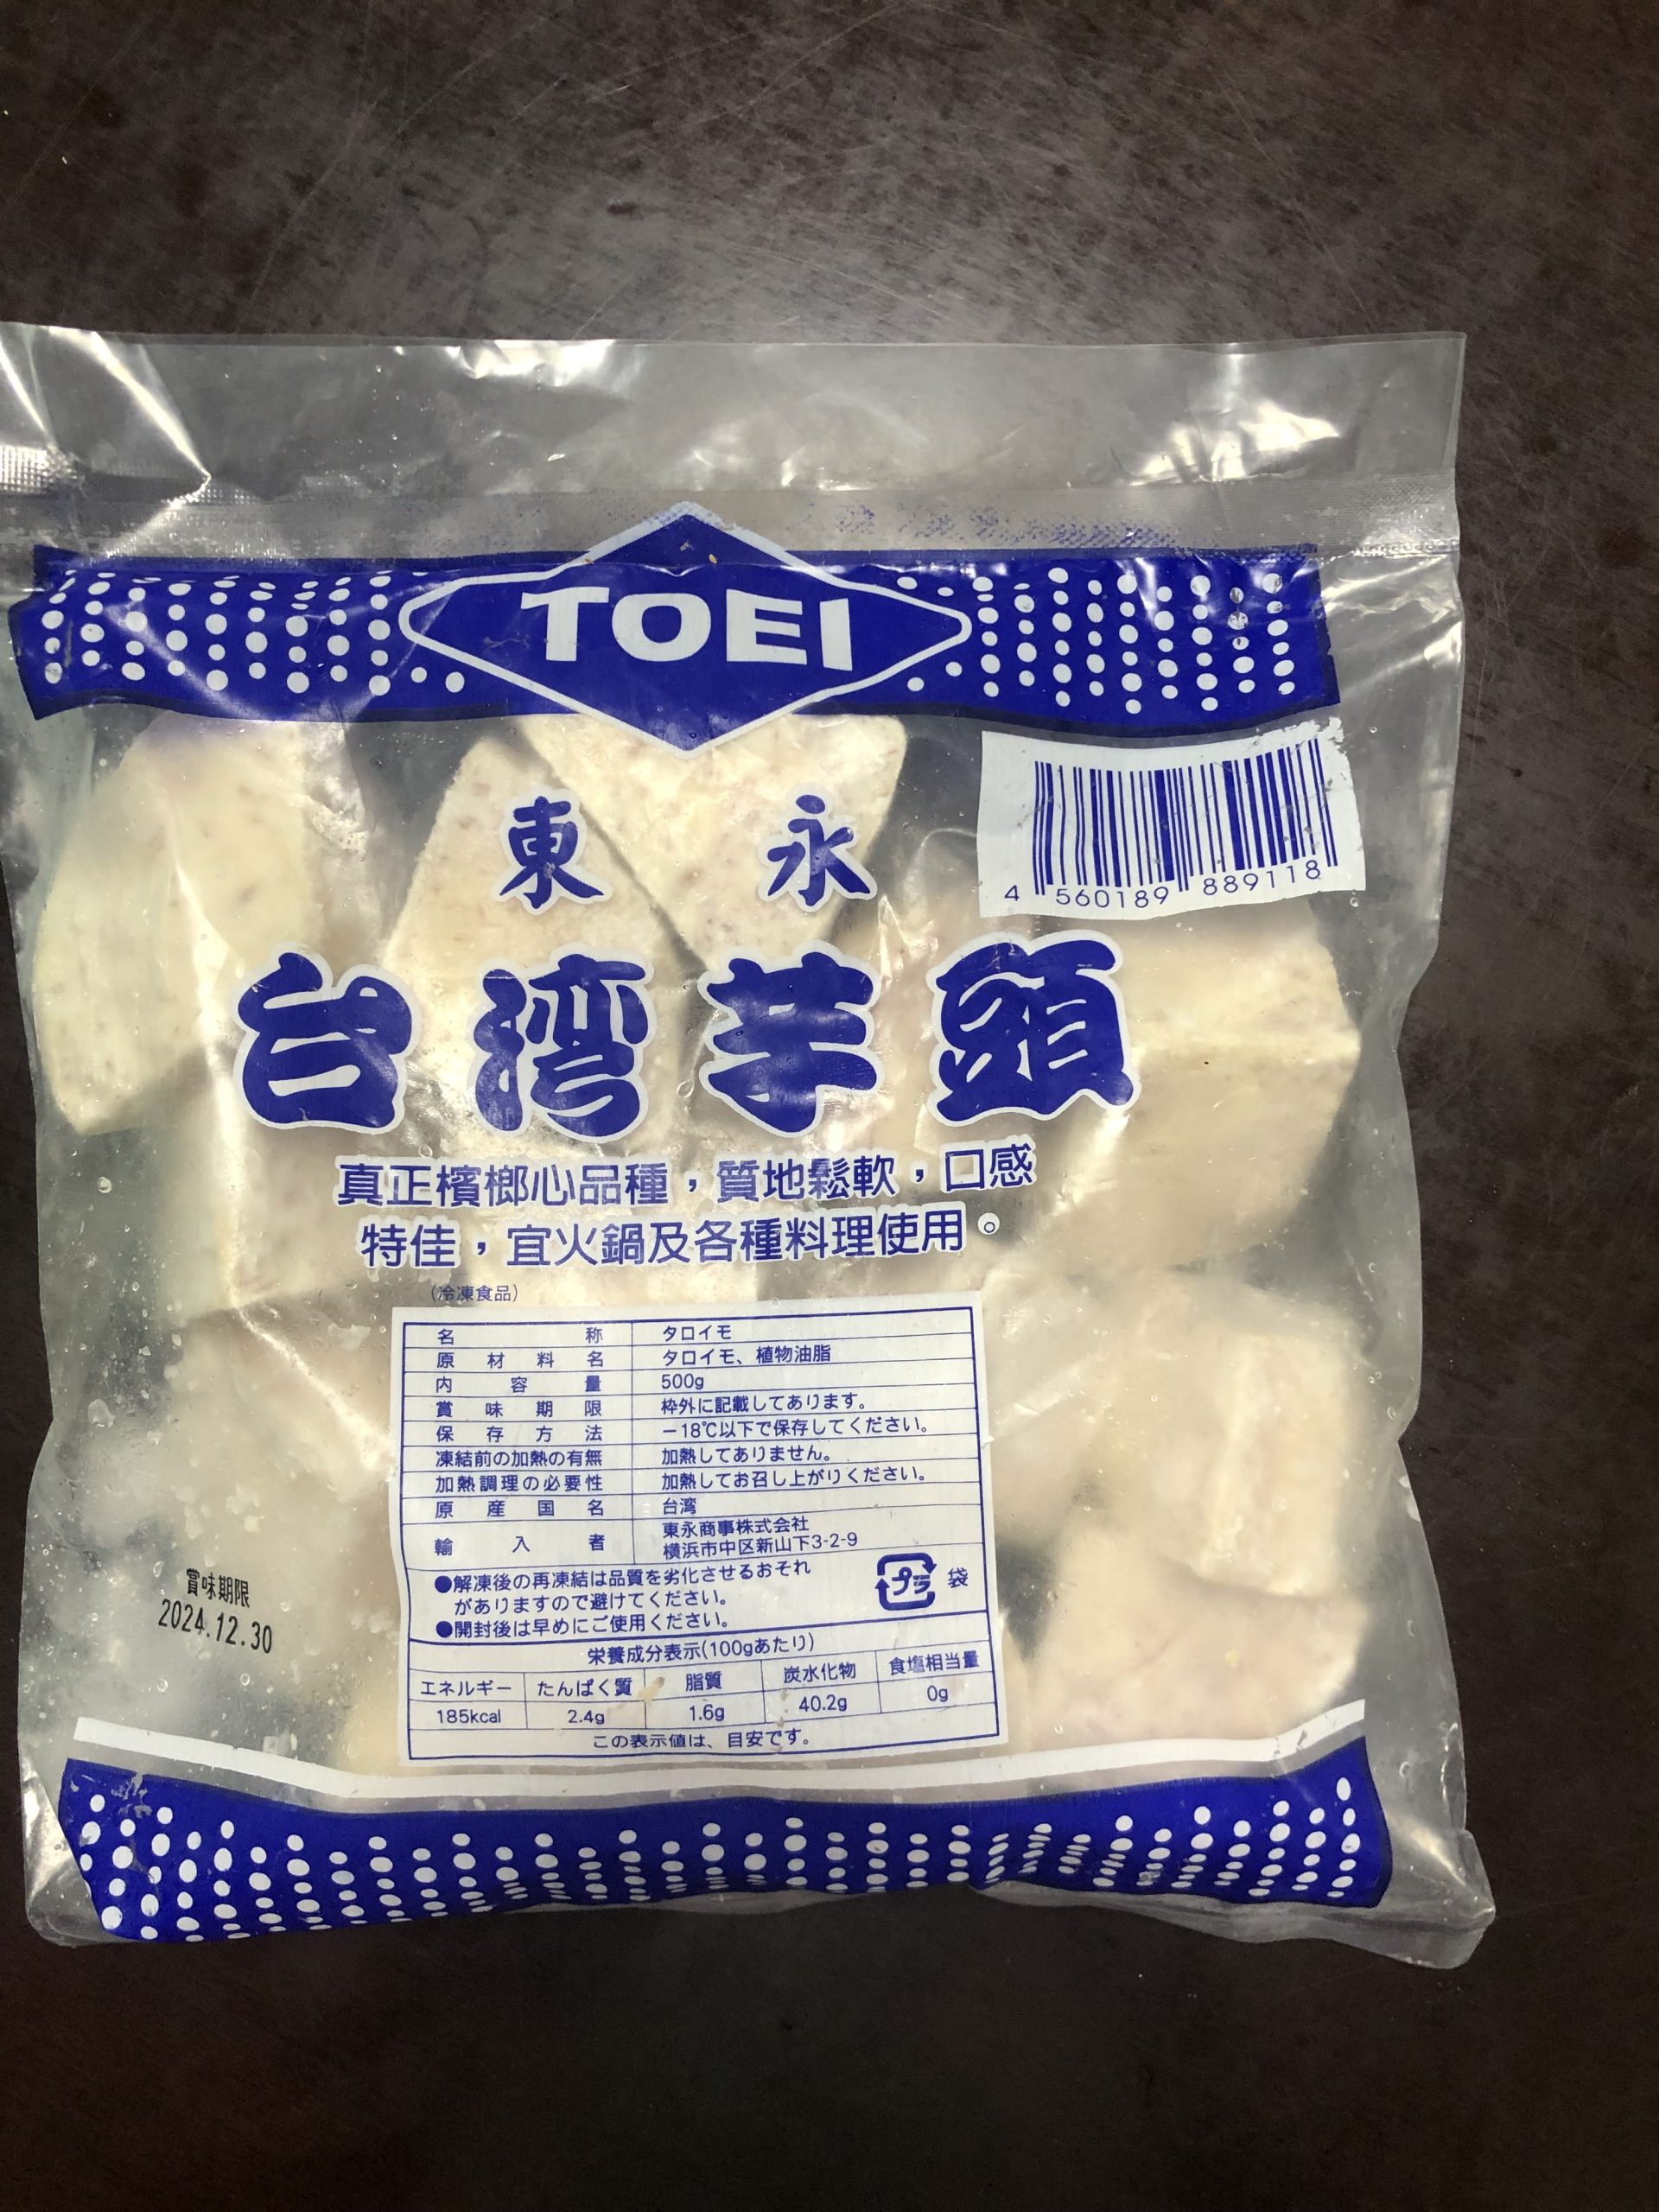 TOEI
東永
4 560189 889118
台湾芋頭
真正檳榔心品種，質地鬆軟，口感
特佳，宜火鍋及各種料理使用。
(冷凍食品)
名称 タロイモ
原材料名 タロイモ、植物油脂
内容量 500g
賞味期限 枠外に記載してあります。
保存方法 −18℃以下で保存してください。
凍結前の加熱の有無 加熱してありません。
加熱調理の必要性 加熱してお召し上がりください。
原産国名 台湾
輸入者 東永商事株式会社
横浜市中区新山下3-2-9
●解凍後の再凍結は品質を劣化させるおそれ
がありますので避けてください。
●開封後は早めにご使用ください。
プラ 袋
賞味期限
2024.12.30
栄養成分表示(100gあたり)
エネルギー たんぱく質 脂質 炭水化物 食塩相当量
185kcal 2.4g 1.6g 40.2g 0g
この表示値は、目安です。